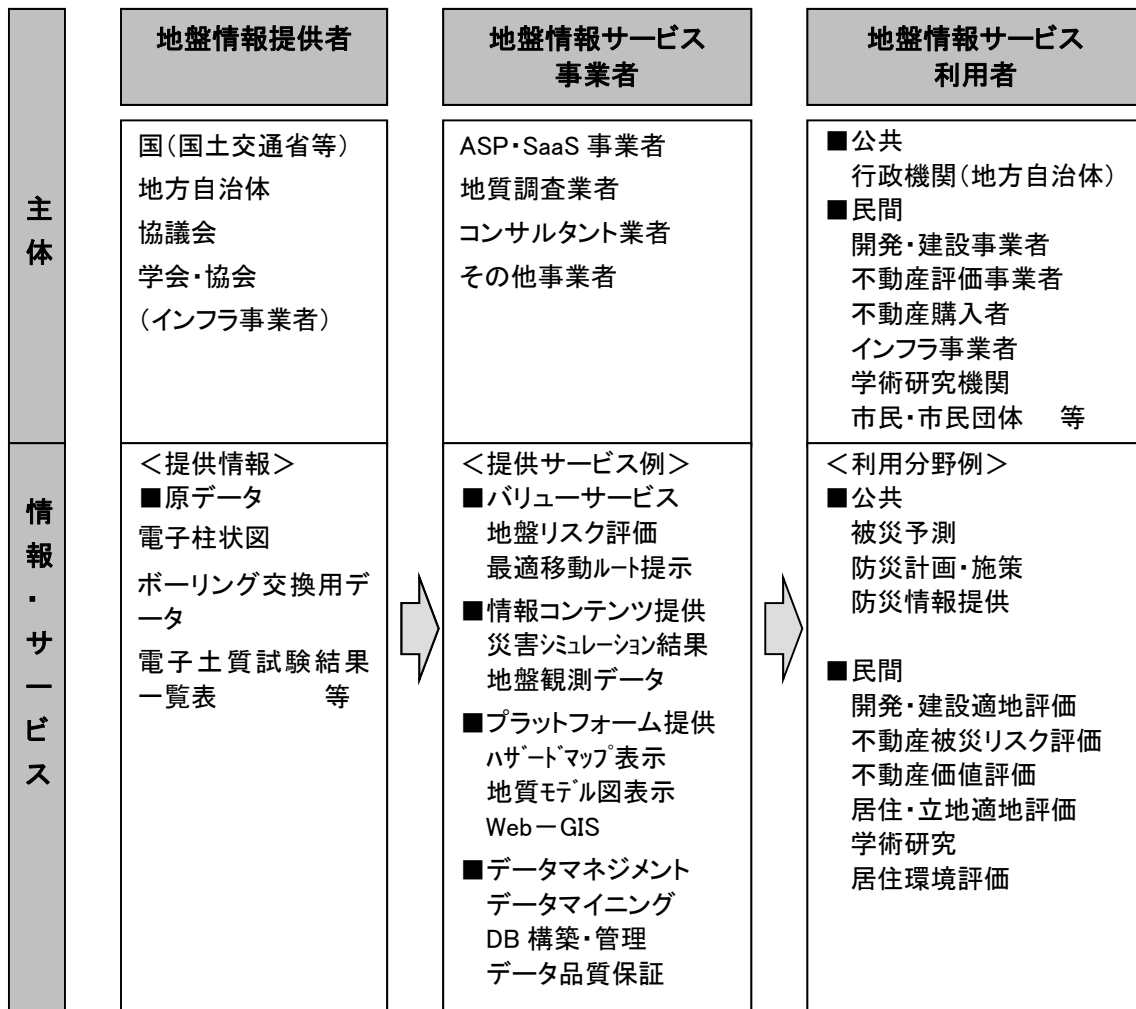 地盤情報提供者
地盤情報サービス
事業者
地盤情報サービス
利用者
主体
国(国土交通省等)
地方自治体
協議会
学会・協会
(インフラ事業者)
ASP・SaaS 事業者
地質調査業者
コンサルタント業者
その他事業者
■公共
行政機関(地方自治体)
■民間
開発・建設事業者
不動産評価事業者
不動産購入者
インフラ事業者
学術研究機関
市民・市民団体 等
情報・サービス
<提供情報>
■原データ
電子柱状図
ボーリング交換用デ
ータ
電子土質試験結果
一覧表 等
<提供サービス例>
■バリューサービス
地盤リスク評価
最適移動ルート提示
■情報コンテンツ提供
災害シミュレーション結果
地盤観測データ
■プラットフォーム提供
ハザードマップ表示
地質モデル図表示
Web-GIS
■データマネジメント
データマイニング
DB 構築・管理
データ品質保証
<利用分野例>
■公共
被災予測
防災計画・施策
防災情報提供
■民間
開発・建設適地評価
不動産被災リスク評価
不動産価値評価
居住・立地適地評価
学術研究
居住環境評価